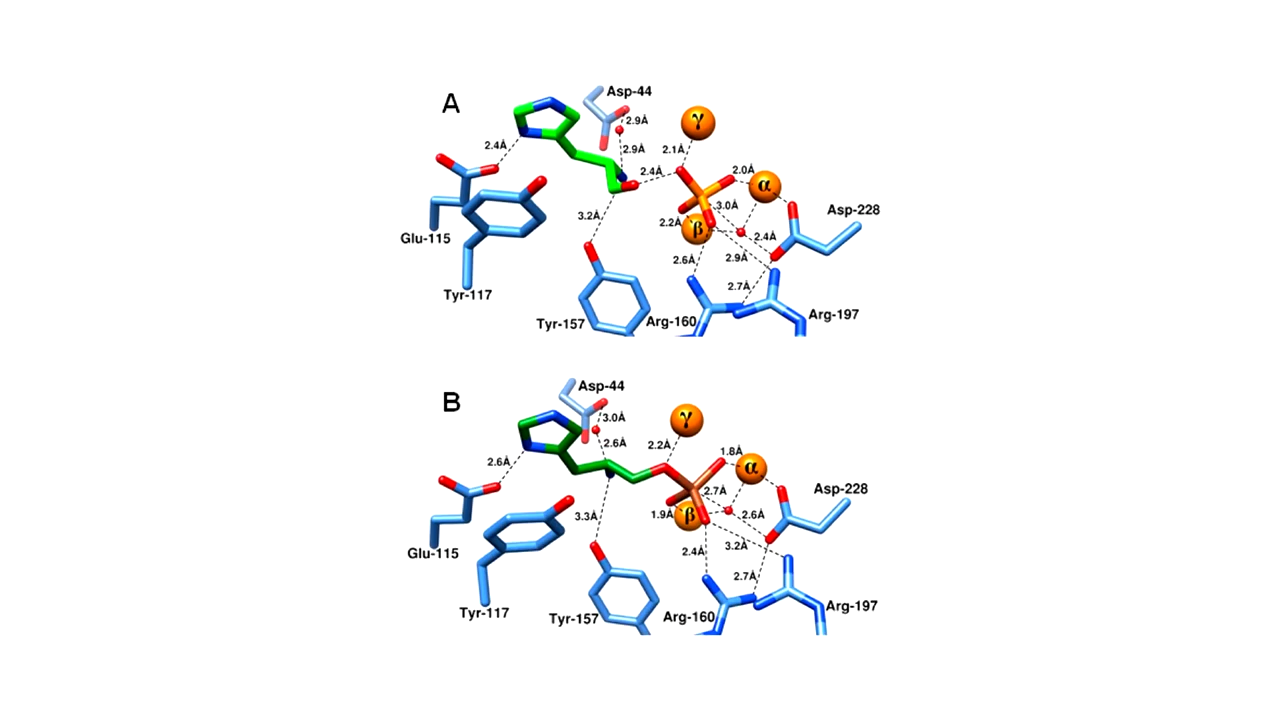 A
Asp-44
2.9Å
γ
2.4Å
2.9Å
2.1Å
2.4Å
2.0Å
α
3.0Å
Asp-228
3.2Å
2.2Å
β
2.4Å
Glu-115
2.6Å
2.9Å
2.7Å
Tyr-117
Tyr-157
Arg-160
Arg-197
B
Asp-44
3.0Å
γ
2.6Å
2.2Å
1.8Å
2.6Å
α
2.7Å
Asp-228
3.3Å
1.9Å
β
2.6Å
Glu-115
2.4Å
3.2Å
2.7Å
Tyr-117
Tyr-157
Arg-160
Arg-197